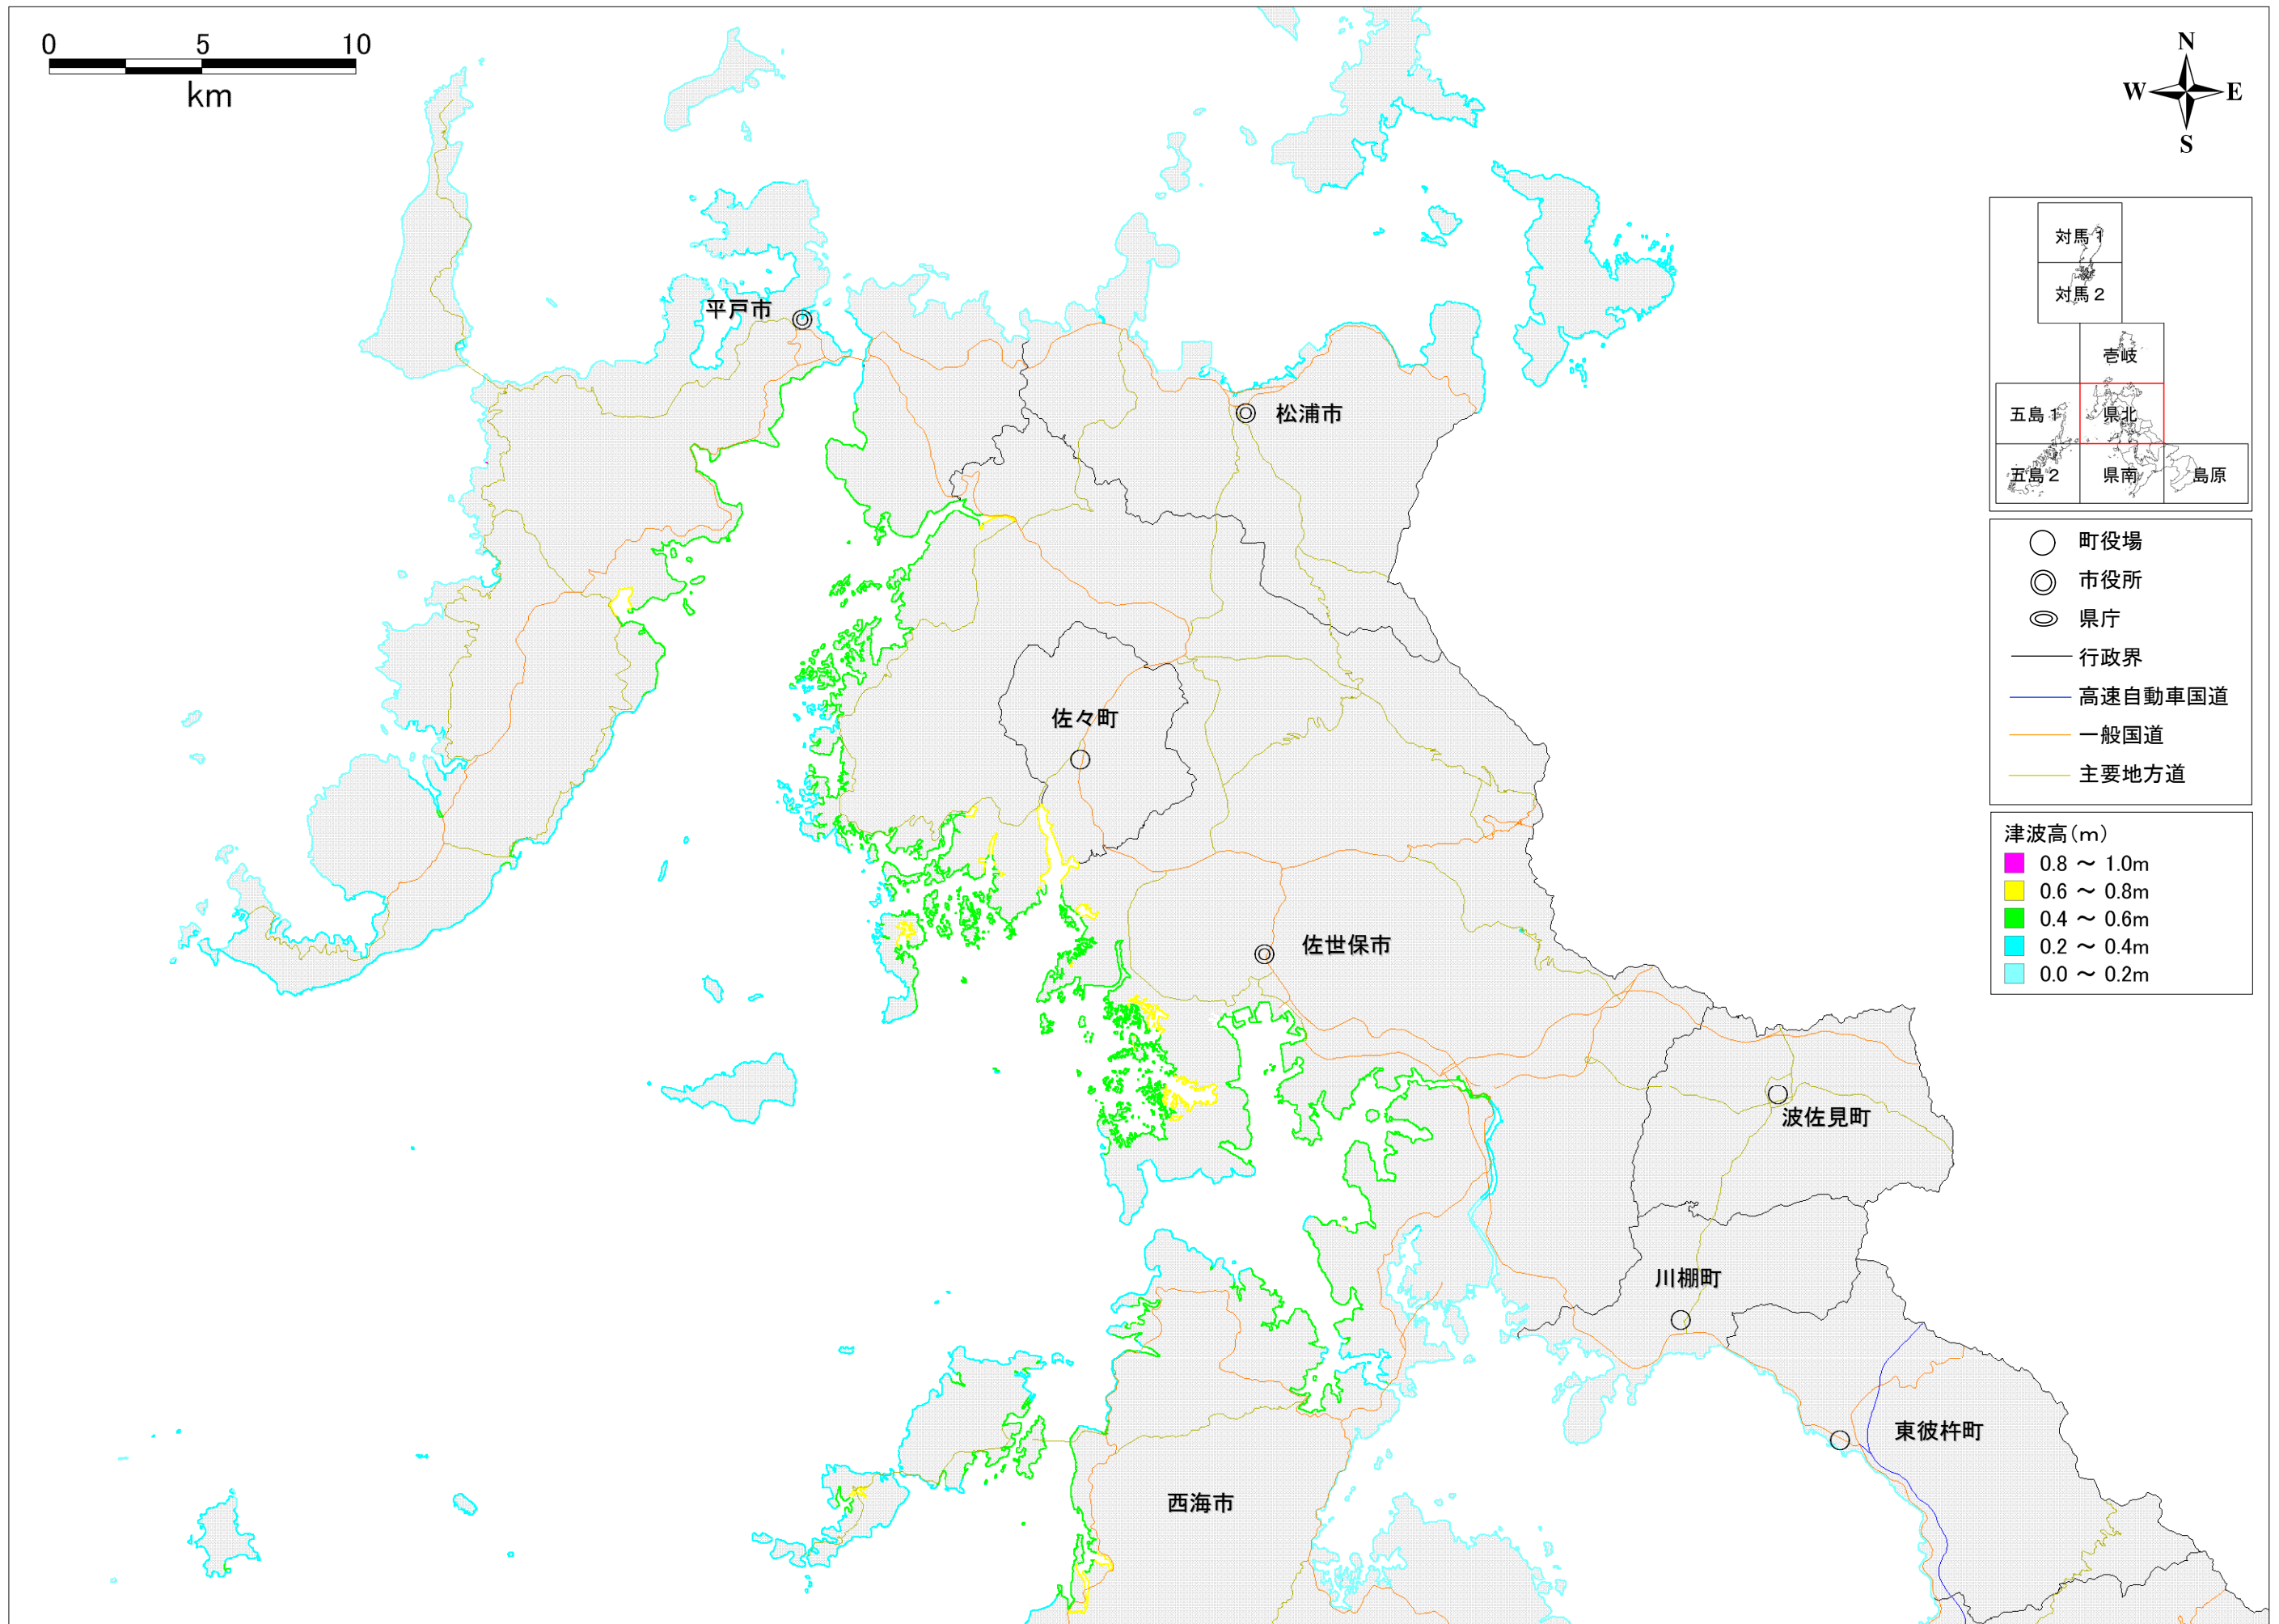 0 5 10
km
N
W E
S
対馬1
対馬2
壱岐
五島1 県北
五島2 県南 島原
町役場
市役所
県庁
行政界
高速自動車国道
一般国道
主要地方道
津波高(m)
0.8 ～ 1.0m
0.6 ～ 0.8m
0.4 ～ 0.6m
0.2 ～ 0.4m
0.0 ～ 0.2m
平戸市
松浦市
佐々町
佐世保市
波佐見町
川棚町
東彼杵町
西海市